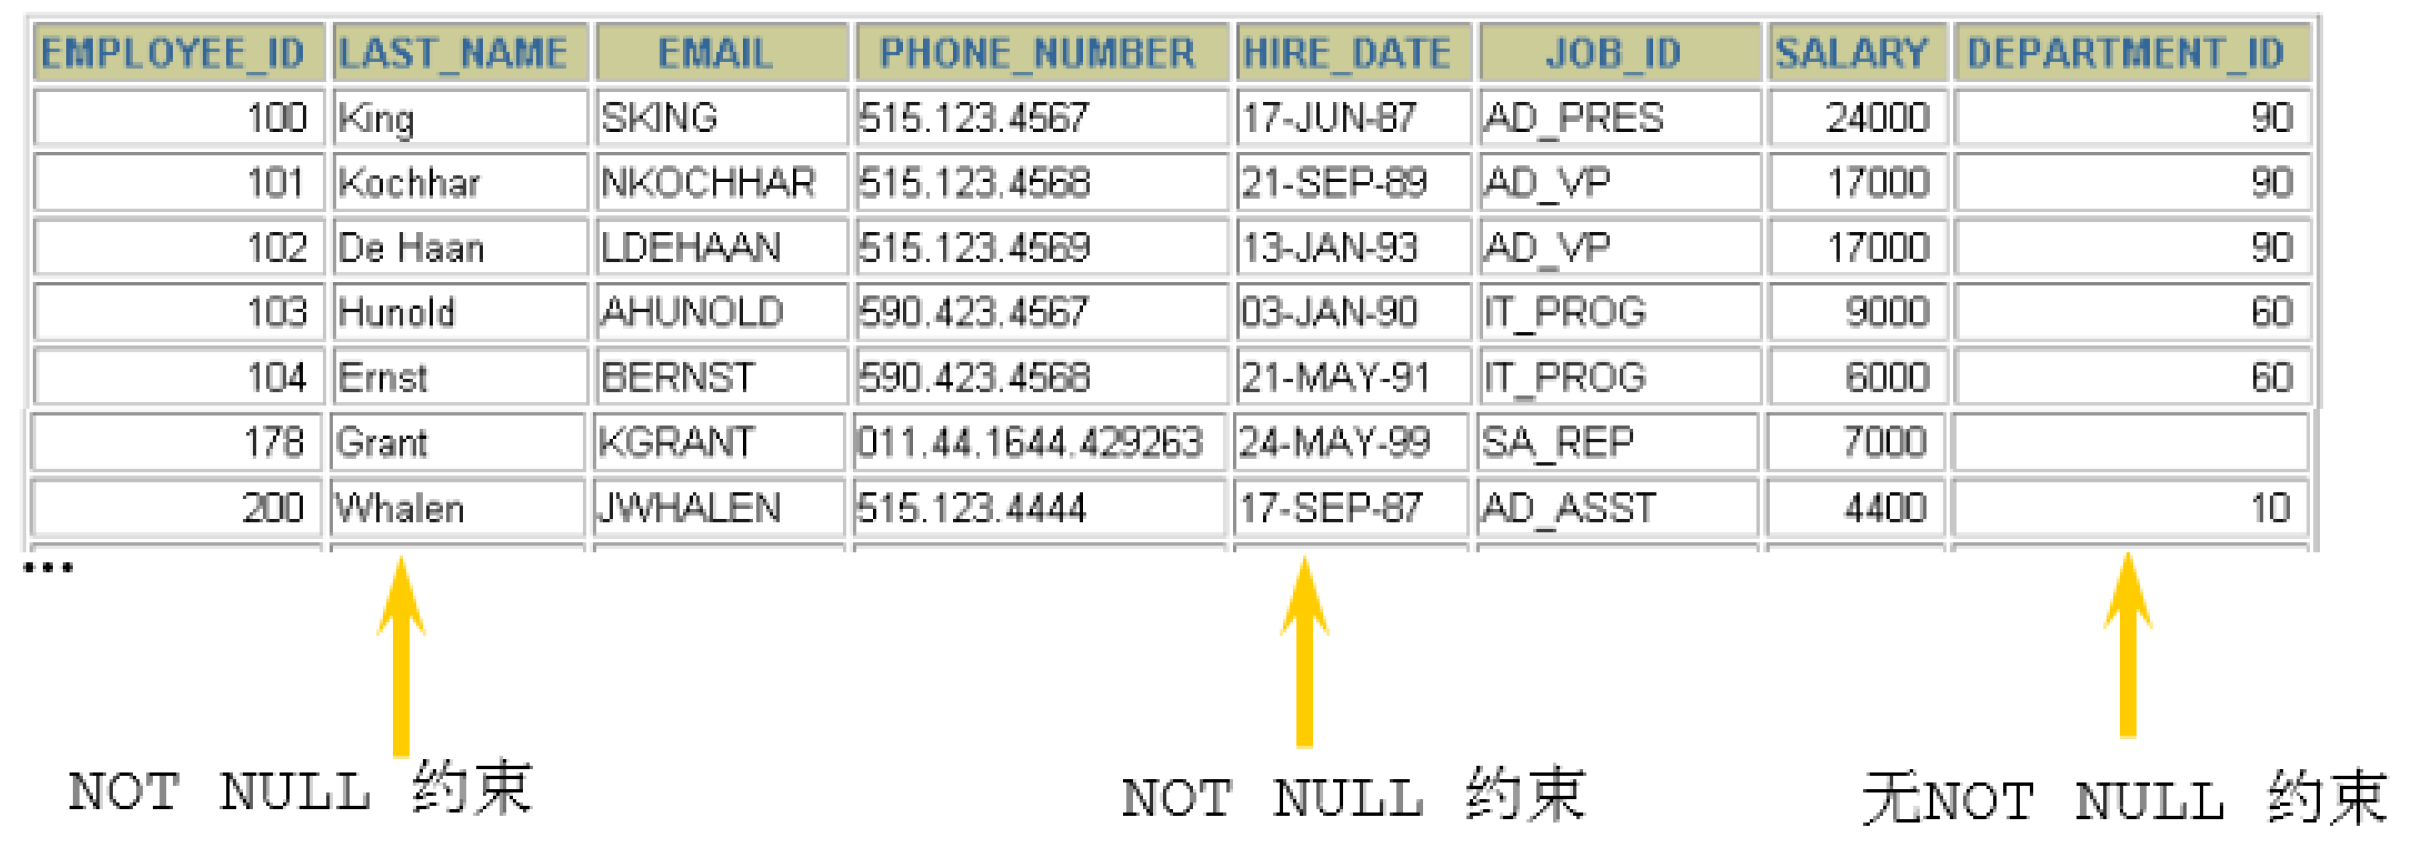 EMPLOYEE_ID LAST_NAME EMAIL PHONE_NUMBER HIRE_DATE JOB_ID SALARY DEPARTMENT_ID
100 King SKING 515.123.4567 17-JUN-87 AD_PRES 24000 90
101 Kochhar NKOCHHAR 515.123.4568 21-SEP-89 AD_VP 17000 90
102 De Haan LDEHAAN 515.123.4569 13-JAN-93 AD_VP 17000 90
103 Hunold AHUNOLD 590.423.4567 03-JAN-90 IT_PROG 9000 60
104 Ernst BERNST 590.423.4568 21-MAY-91 IT_PROG 6000 60
178 Grant KGRANT 011.44.1644.429263 24-MAY-99 SA_REP 7000
200 Whalen JWHALEN 515.123.4444 17-SEP-87 AD_ASST 4400 10
...
NOT NULL 约束 NOT NULL 约束 无NOT NULL 约束